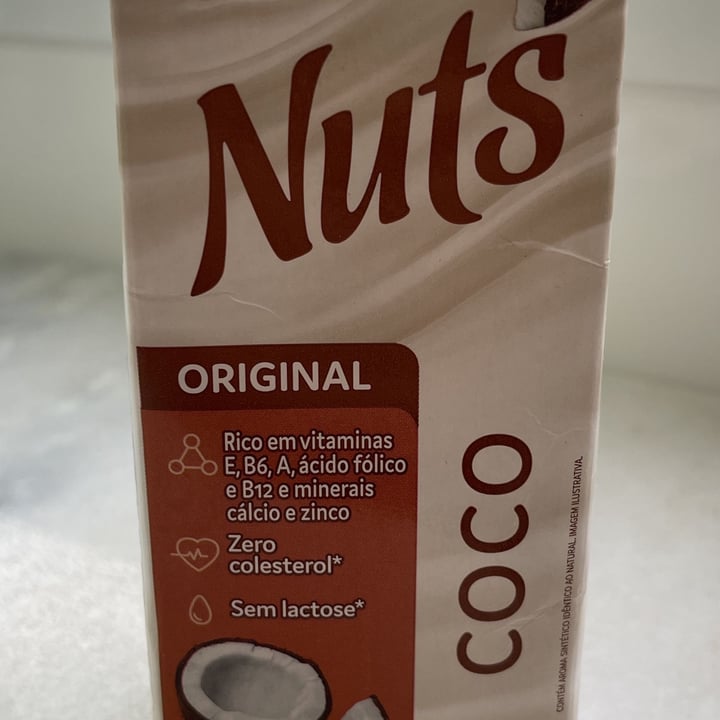 Nuts
ORIGINAL
Rico em vitaminas
E, B6, A, ácido fólico
e B12 e minerais
cálcio e zinco
Zero
colesterol*
Sem lactose*
COCO
CONTÉM AROMA SINTÉTICO IDÊNTICO AO NATURAL. IMAGEM ILUSTRATIVA.